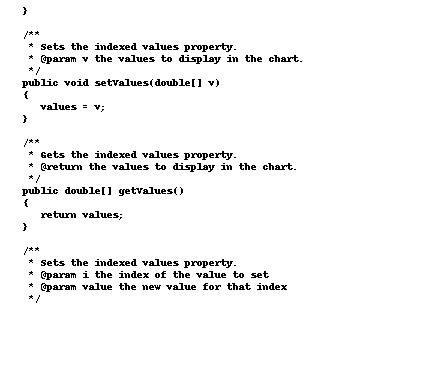 }
/**
* Sets the indexed values property.
* @param v the values to display in the chart.
*/
public void setValues(double[] v)
{
values = v;
}
/**
* Gets the indexed values property.
* @return the values to display in the chart.
*/
public double[] getValues()
{
return values;
}
/**
* Sets the indexed values property.
* @param i the index of the value to set
* @param value the new value for that index
*/